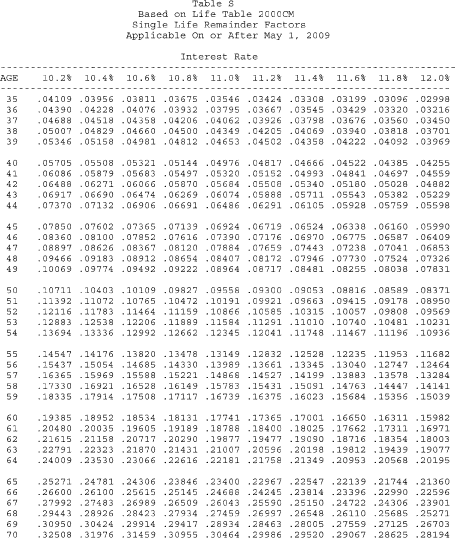 Table S
Based on Life Table 2000CM
Single Life Remainder Factors
Applicable On or After May 1, 2009
Interest Rate
AGE 10.2% 10.4% 10.6% 10.8% 11.0% 11.2% 11.4% 11.6% 11.8% 12.0%
35 .04109 .03956 .03811 .03675 .03546 .03424 .03308 .03199 .03096 .02998
36 .04390 .04228 .04076 .03932 .03795 .03667 .03545 .03429 .03320 .03216
37 .04688 .04518 .04358 .04206 .04062 .03926 .03798 .03676 .03560 .03450
38 .05007 .04829 .04660 .04500 .04349 .04205 .04069 .03940 .03818 .03701
39 .05346 .05158 .04981 .04812 .04653 .04502 .04358 .04222 .04092 .03969
40 .05705 .05508 .05321 .05144 .04976 .04817 .04666 .04522 .04385 .04255
41 .06086 .05879 .05683 .05497 .05320 .05152 .04993 .04841 .04697 .04559
42 .06488 .06271 .06066 .05870 .05684 .05508 .05340 .05180 .05028 .04882
43 .06917 .06690 .06474 .06269 .06074 .05888 .05711 .05543 .05382 .05229
44 .07370 .07132 .06906 .06691 .06486 .06291 .06105 .05928 .05759 .05598
45 .07850 .07602 .07365 .07139 .06924 .06719 .06524 .06338 .06160 .05990
46 .08360 .08100 .07852 .07616 .07390 .07176 .06970 .06775 .06587 .06409
47 .08897 .08626 .08367 .08120 .07884 .07659 .07443 .07238 .07041 .06853
48 .09466 .09183 .08912 .08654 .08407 .08172 .07946 .07730 .07524 .07326
49 .10069 .09774 .09492 .09222 .08964 .08717 .08481 .08255 .08038 .07831
50 .10711 .10403 .10109 .09827 .09558 .09300 .09053 .08816 .08589 .08371
51 .11392 .11072 .10765 .10472 .10191 .09921 .09663 .09415 .09178 .08950
52 .12116 .11783 .11464 .11159 .10866 .10585 .10315 .10057 .09808 .09569
53 .12883 .12538 .12206 .11889 .11584 .11291 .11010 .10740 .10481 .10231
54 .13694 .13336 .12992 .12662 .12345 .12041 .11748 .11467 .11196 .10936
55 .14547 .14176 .13820 .13478 .13149 .12832 .12528 .12235 .11953 .11682
56 .15437 .15054 .14685 .14330 .13989 .13661 .13345 .13040 .12747 .12464
57 .16365 .15969 .15588 .15221 .14868 .14527 .14199 .13883 .13578 .13284
58 .17330 .16921 .16528 .16149 .15783 .15431 .15091 .14763 .14447 .14141
59 .18335 .17914 .17508 .17117 .16739 .16375 .16023 .15684 .15356 .15039
60 .19385 .18952 .18534 .18131 .17741 .17365 .17001 .16650 .16311 .15982
61 .20480 .20035 .19605 .19189 .18788 .18400 .18025 .17662 .17311 .16971
62 .21615 .21158 .20717 .20290 .19877 .19477 .19090 .18716 .18354 .18003
63 .22791 .22323 .21870 .21431 .21007 .20596 .20198 .19812 .19439 .19077
64 .24009 .23530 .23066 .22616 .22181 .21758 .21349 .20953 .20568 .20195
65 .25271 .24781 .24306 .23846 .23400 .22967 .22547 .22139 .21744 .21360
66 .26600 .26100 .25615 .25145 .24688 .24245 .23814 .23396 .22990 .22596
67 .27992 .27483 .26989 .26509 .26043 .25590 .25150 .24722 .24306 .23901
68 .29443 .28926 .28423 .27934 .27459 .26997 .26548 .26110 .25685 .25271
69 .30950 .30424 .29914 .29417 .28934 .28463 .28005 .27559 .27125 .26703
70 .32508 .31976 .31459 .30955 .30464 .29986 .29520 .29067 .28625 .28194